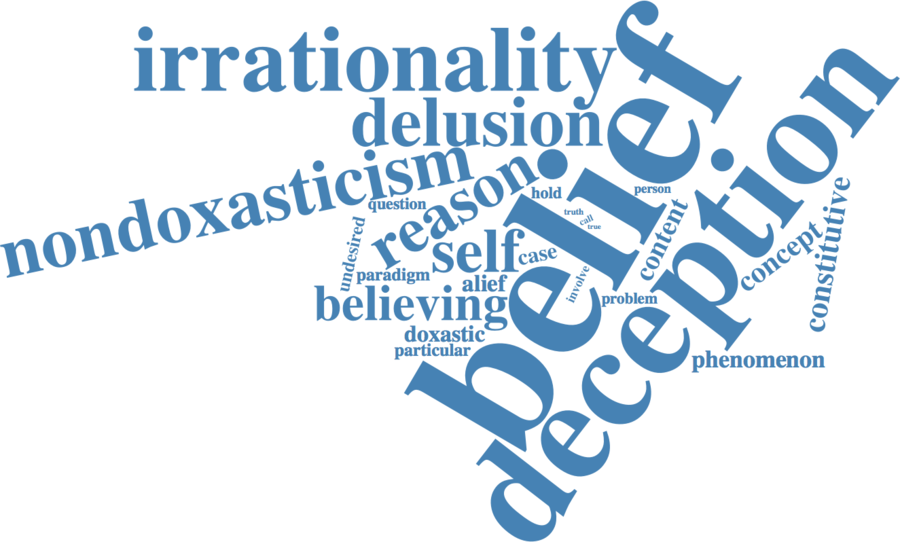 irrationality
delusion
belief
deception
nondoxasticism
reason
question
hold
person
truth
call
true
undesired
self
case
content
concept
constitutive
paradigm
alief
involve
problem
believing
doxastic
particular
phenomenon